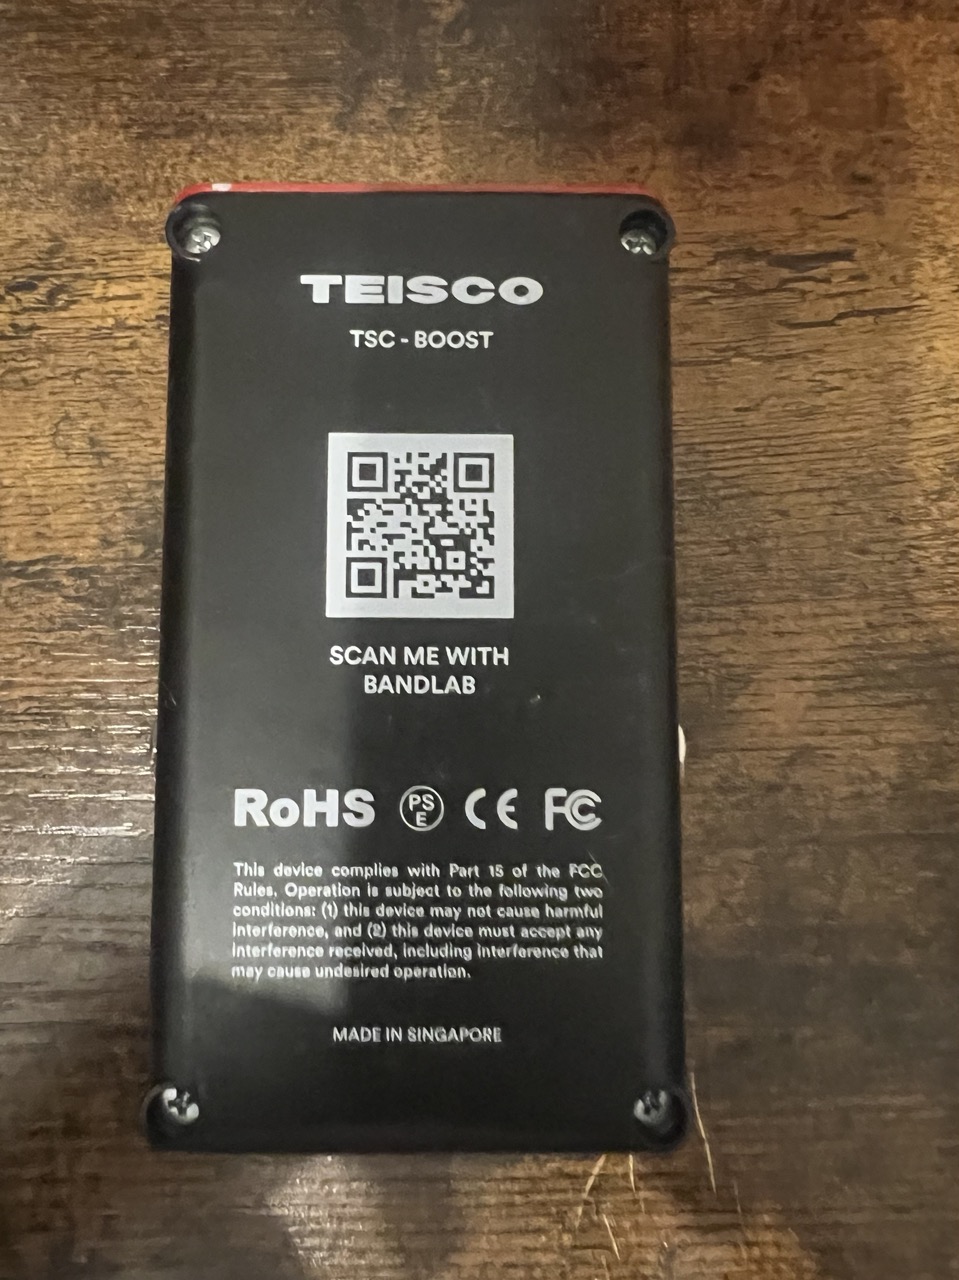 TEISCO
TSC - BOOST
SCAN ME WITH
BANDLAB
RoHS PS E CE FC
This device complies with Part 15 of the FCC
Rules. Operation is subject to the following two
conditions: (1) this device may not cause harmful
interference, and (2) this device must accept any
interference received, including interference that
may cause undesired operation.
MADE IN SINGAPORE